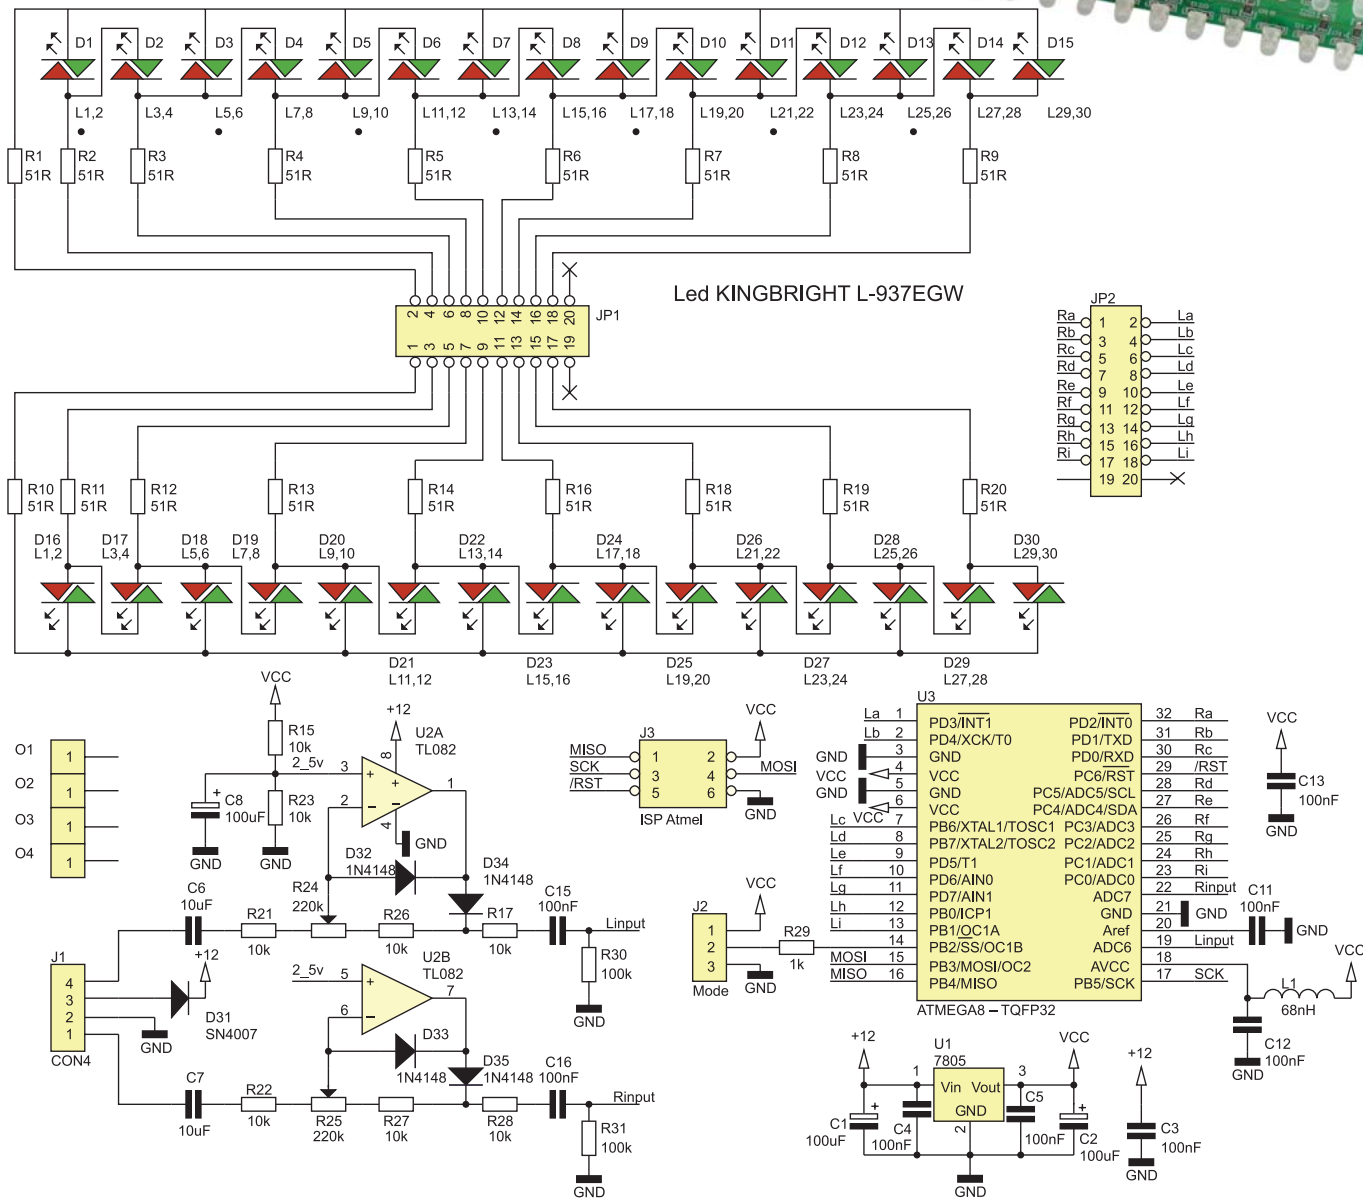 D1 D2 D3 D4 D5 D6 D7 D8 D9 D10 D11 D12 D13 D14 D15
L1,2 L3,4 L5,6 L7,8 L9,10 L11,12 L13,14 L15,16 L17,18 L19,20 L21,22 L23,24 L25,26 L27,28 L29,30
R1 R2 R3 R4 R5 R6 R7 R8 R9
51R 51R 51R 51R 51R 51R 51R 51R 51R
Led KINGBRIGHT L-937EGW
2 4 6 8 10 12 14 16 18 20
JP1
1 3 5 7 9 11 13 15 17 19
JP2
Ra 1 2 La
Rb 3 4 Lb
Rc 5 6 Lc
Rd 7 8 Ld
Re 9 10 Le
Rf 11 12 Lf
Rg 13 14 Lg
Rh 15 16 Lh
Ri 17 18 Li
19 20
R10 R11 R12 R13 R14 R16 R18 R19 R20
51R 51R 51R 51R 51R 51R 51R 51R 51R
D16 D17 D18 D19 D20 D22 D24 D26 D28 D30
L1,2 L3,4 L5,6 L7,8 L9,10 L13,14 L17,18 L21,22 L25,26 L29,30
D21 D23 D25 D27 D29
L11,12 L15,16 L19,20 L23,24 L27,28
O1 1
O2 1
O3 1
O4 1
VCC
R15
10k
2_5v
C8
100uF
+
GND
R23
10k
GND
+12
U2A
TL082
8
3 + 1
2 −
4
GND
D32
1N4148
D34
1N4148
C6
10uF
R21
10k
R24
220k
R26
10k
R17
10k
C15
100nF
Linput
R30
100k
GND
J1
4
3
2
1
CON4
+12
D31
SN4007
GND
2_5v
U2B
TL082
5 + 7
6 −
D33
1N4148
D35
1N4148
C7
10uF
R22
10k
R25
220k
R27
10k
R28
10k
C16
100nF
Rinput
R31
100k
GND
J3
VCC
MISO 1 2
SCK 3 4 MOSI
/RST 5 6
GND
ISP Atmel
J2
VCC
1
2
3
GND
Mode
R29
1k
U3
La 1 PD3/INT1 PD2/INT0 32 Ra
Lb 2 PD4/XCK/T0 PD1/TXD 31 Rb
GND 3 GND PD0/RXD 30 Rc
VCC 4 VCC PC6/RST 29 /RST
GND 5 GND PC5/ADC5/SCL 28 Rd
VCC 6 VCC PC4/ADC4/SDA 27 Re
Lc 7 PB6/XTAL1/TOSC1 PC3/ADC3 26 Rf
Ld 8 PB7/XTAL2/TOSC2 PC2/ADC2 25 Rg
Le 9 PD5/T1 PC1/ADC1 24 Rh
Lf 10 PD6/AIN0 PC0/ADC0 23 Ri
Lg 11 PD7/AIN1 ADC7 22 Rinput
Lh 12 PB0/ICP1 GND 21 GND
Li 13 PB1/OC1A Aref 20
14 PB2/SS/OC1B ADC6 19 Linput
MOSI 15 PB3/MOSI/OC2 AVCC 18
MISO 16 PB4/MISO PB5/SCK 17 SCK
ATMEGA8 – TQFP32
VCC
C13
100nF
GND
C11
100nF
GND
VCC
L1
68nH
C12
100nF
GND
+12
U1
7805
1 Vin Vout 3
GND
2
VCC
C1
100uF
+
C4
100nF
C5
100nF
C2
100uF
+
GND
+12
C3
100nF
GND